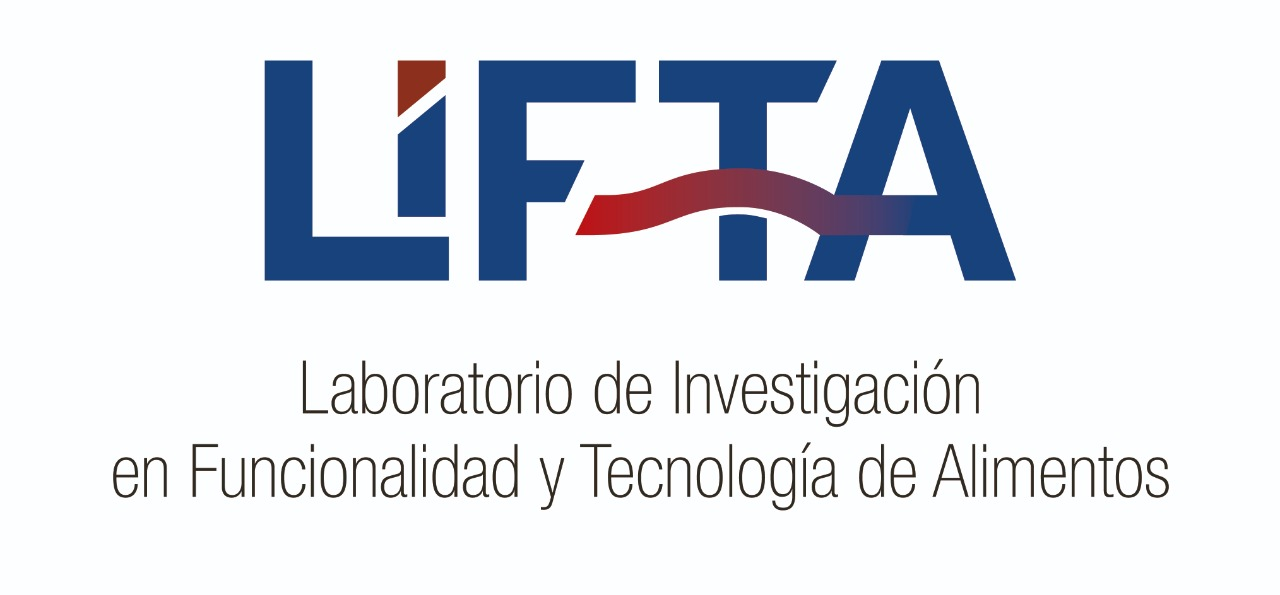 LIFTA
Laboratorio de Investigación
en Funcionalidad y Tecnología de Alimentos